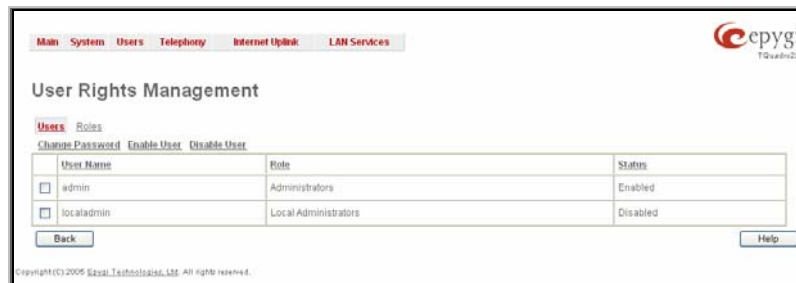 Main System Users Telephony Internet Uplink LAN Services
epygi
User Rights Management
Users Roles
Change Password Enable User Disable User
User Name Role Status
admin Administrators Enabled
localadmin Local Administrators Disabled
Back Help
Copyright (C) 2006 Epygi Technologies, Ltd. All rights reserved.